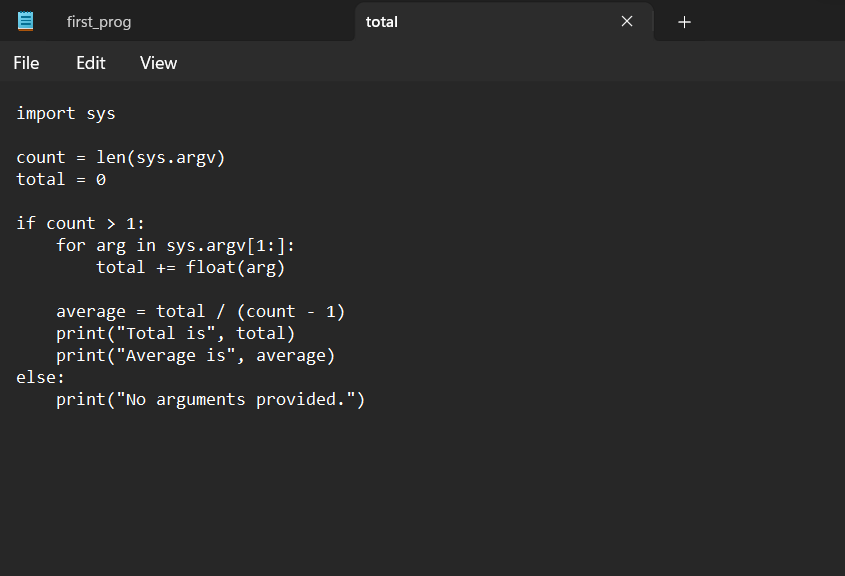 first_prog
total
File Edit View
import sys
count = len(sys.argv)
total = 0
if count > 1:
    for arg in sys.argv[1:]:
        total += float(arg)
    average = total / (count - 1)
    print("Total is", total)
    print("Average is", average)
else:
    print("No arguments provided.")